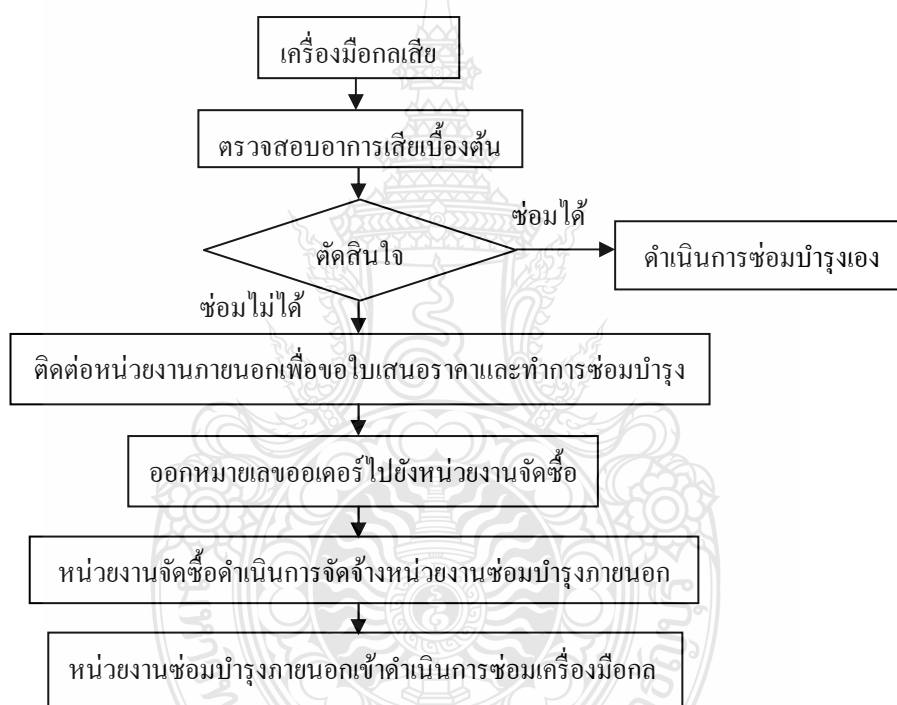 เครื่องมือกลเสีย
ตรวจสอบอาการเสียเบื้องต้น
ซ่อมได้
ตัดสินใจ
ดำเนินการซ่อมบำรุงเอง
ซ่อมไม่ได้
ติดต่อหน่วยงานภายนอกเพื่อขอใบเสนอราคาและทำการซ่อมบำรุง
ออกหมายเลขออเดอร์ไปยังหน่วยงานจัดซื้อ
หน่วยงานจัดซื้อดำเนินการจัดจ้างหน่วยงานซ่อมบำรุงภายนอก
หน่วยงานซ่อมบำรุงภายนอกเข้าดำเนินการซ่อมเครื่องมือกล